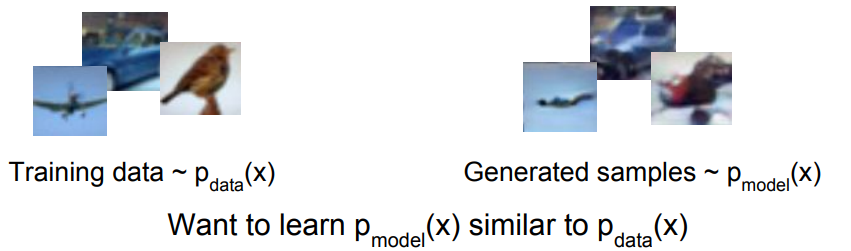 Training data ~ p_data(x)
Generated samples ~ p_model(x)
Want to learn p_model(x) similar to p_data(x)